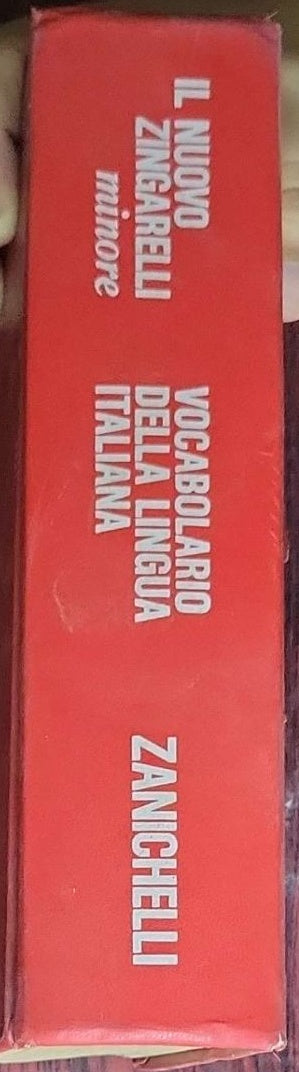 IL NUOVO
ZINGARELLI
minore
VOCABOLARIO
DELLA LINGUA
ITALIANA
ZANICHELLI